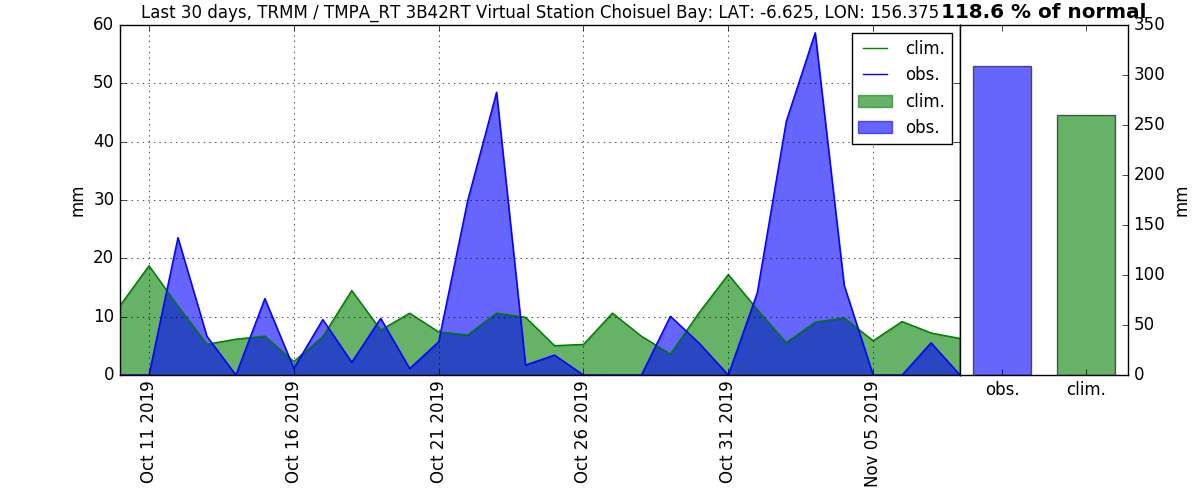 Last 30 days, TRMM / TMPA_RT 3B42RT Virtual Station Choisuel Bay: LAT: -6.625, LON: 156.375
118.6 % of normal
60
50
40
30
20
10
0
mm
clim.
obs.
clim.
obs.
Oct 11 2019
Oct 16 2019
Oct 21 2019
Oct 26 2019
Oct 31 2019
Nov 05 2019
350
300
250
200
150
100
50
0
mm
obs.
clim.